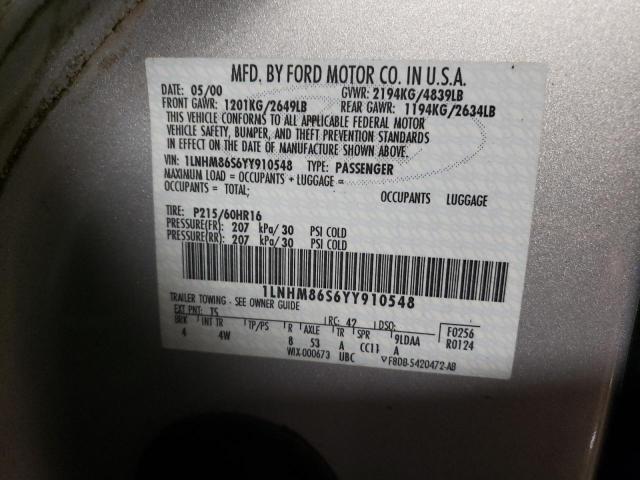 MFD. BY FORD MOTOR CO. IN U.S.A.
DATE: 05/00 GVWR: 2194KG/4839LB
FRONT GAWR: 1201KG/2649LB REAR GAWR: 1194KG/2634LB
THIS VEHICLE CONFORMS TO ALL APPLICABLE FEDERAL MOTOR
VEHICLE SAFETY, BUMPER, AND THEFT PREVENTION STANDARDS
IN EFFECT ON THE DATE OF MANUFACTURE SHOWN ABOVE.
VIN: 1LNHM86S6YY910548 TYPE: PASSENGER
MAXIMUM LOAD = OCCUPANTS + LUGGAGE =
OCCUPANTS = TOTAL; OCCUPANTS LUGGAGE
TIRE: P215/60HR16
PRESSURE(FR): 207 kPa/30 PSI COLD
PRESSURE(RR): 207 kPa/30 PSI COLD
1LNHM86S6YY910548
TRAILER TOWING - SEE OWNER GUIDE
EXT PNT: TS RC: 42 DSO: F0256
BRK INT TR TP/PS R AXLE TR SPR 9LDAA R0124
4 4W 8 53 A CC11 A
WIX-000673 UBC F8DB-5420472-AB